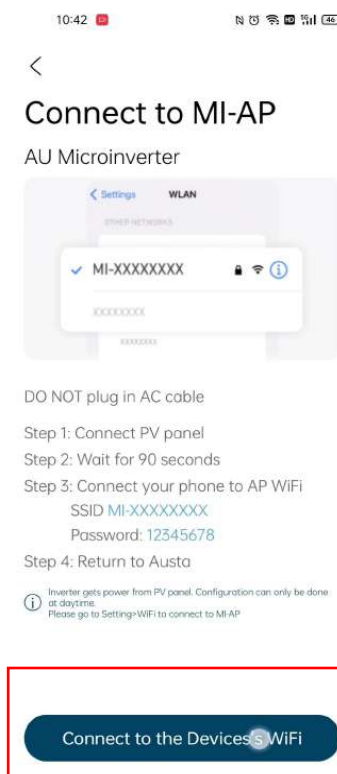 10:42
46
Connect to MI-AP
AU Microinverter
Settings WLAN
OTHER NETWORKS
MI-XXXXXXXX
XXXXXXXX
XXXXXXXX
DO NOT plug in AC cable
Step 1: Connect PV panel
Step 2: Wait for 90 seconds
Step 3: Connect your phone to AP WiFi
SSID MI-XXXXXXXX
Password: 12345678
Step 4: Return to Austa
Inverter gets power from PV panel. Configuration can only be done
at daytime.
Please go to Setting>WiFi to connect to MI-AP
Connect to the Devices's WiFi